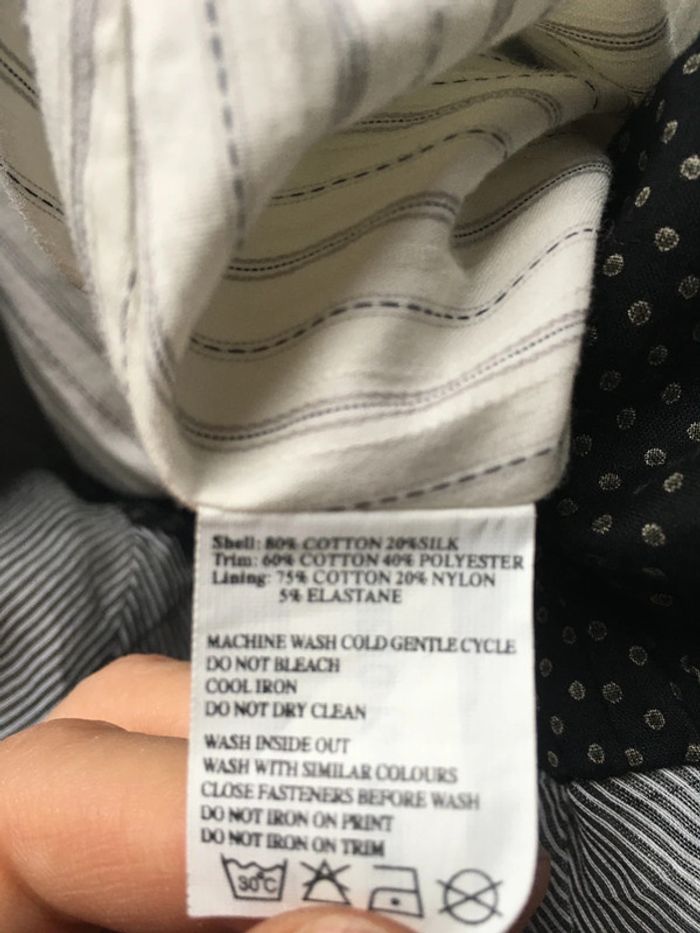 Shell: 80% COTTON 20%SILK
Trim: 60% COTTON 40% POLYESTER
Lining: 75% COTTON 20% NYLON
5% ELASTANE
MACHINE WASH COLD GENTLE CYCLE
DO NOT BLEACH
COOL IRON
DO NOT DRY CLEAN
WASH INSIDE OUT
WASH WITH SIMILAR COLOURS
CLOSE FASTENERS BEFORE WASH
DO NOT IRON ON PRINT
DO NOT IRON ON TRIM
30°C